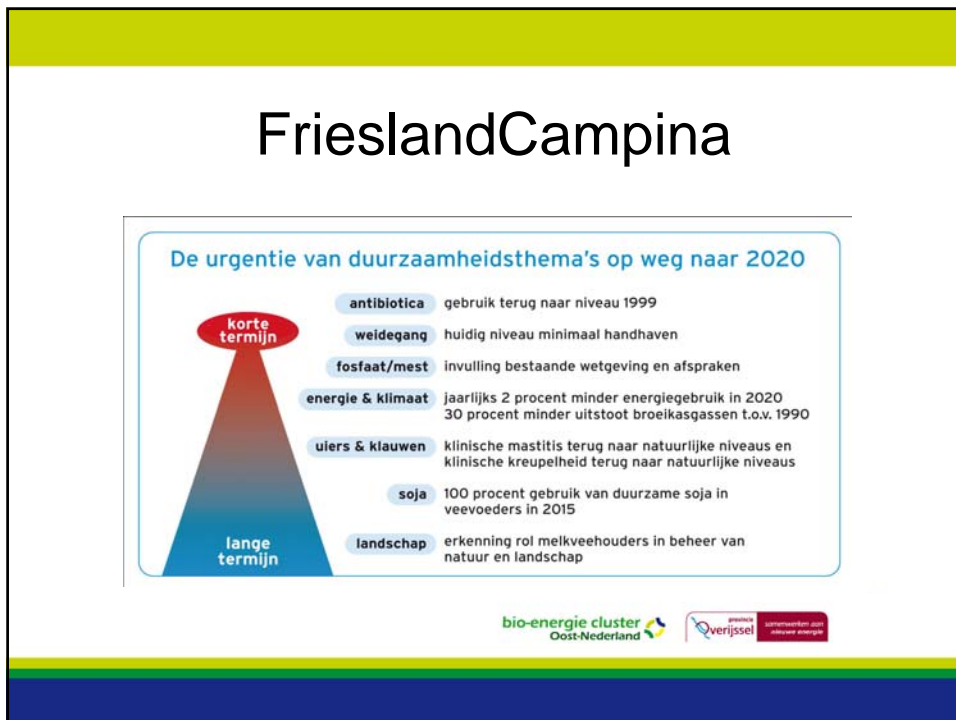 FrieslandCampina
De urgentie van duurzaamheidsthema's op weg naar 2020
korte
termijn
antibiotica gebruik terug naar niveau 1999
weidegang huidig niveau minimaal handhaven
fosfaat/mest invulling bestaande wetgeving en afspraken
energie & klimaat jaarlijks 2 procent minder energiegebruik in 2020
30 procent minder uitstoot broeikasgassen t.o.v. 1990
uiers & klauwen klinische mastitis terug naar natuurlijke niveaus en
klinische kreupelheid terug naar natuurlijke niveaus
soja 100 procent gebruik van duurzame soja in
veevoeders in 2015
landschap erkenning rol melkveehouders in beheer van
natuur en landschap
lange
termijn
bio-energie cluster
Oost-Nederland
provincie
Overijssel
samenwerken aan
nieuwe energie